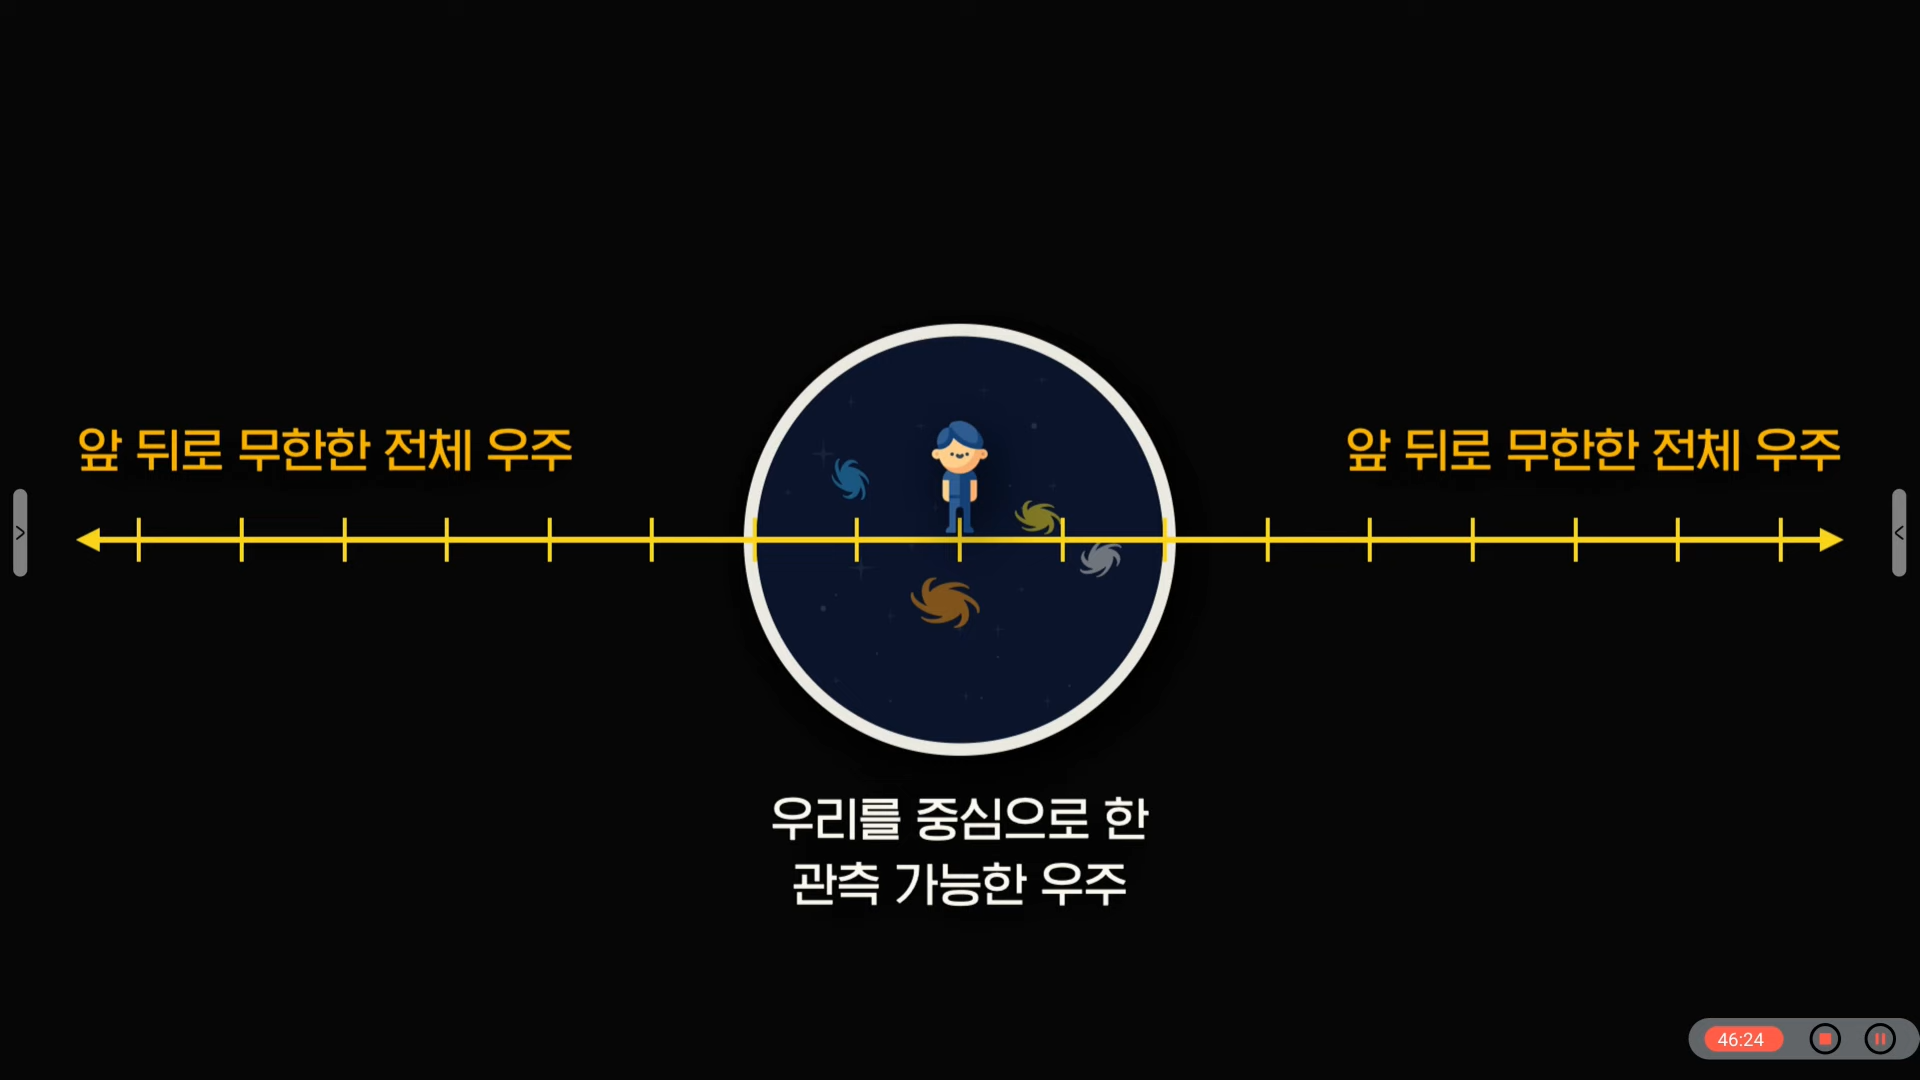 앞 뒤로 무한한 전체 우주
앞 뒤로 무한한 전체 우주
우리를 중심으로 한
관측 가능한 우주
46:24